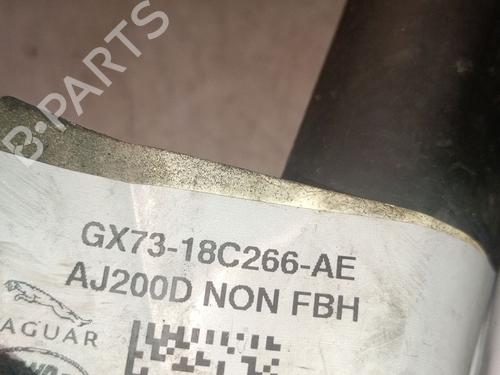 B-PARTS
GX73-18C266-AE
AJ200D NON FBH
JAGUAR